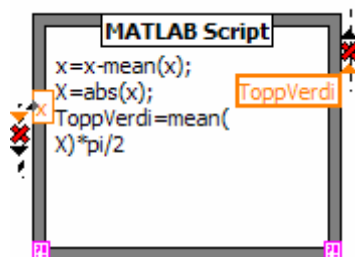 MATLAB Script
x=x-mean(x);
X=abs(x);
ToppVerdi=mean(
X)*pi/2
x
ToppVerdi
?!
?!